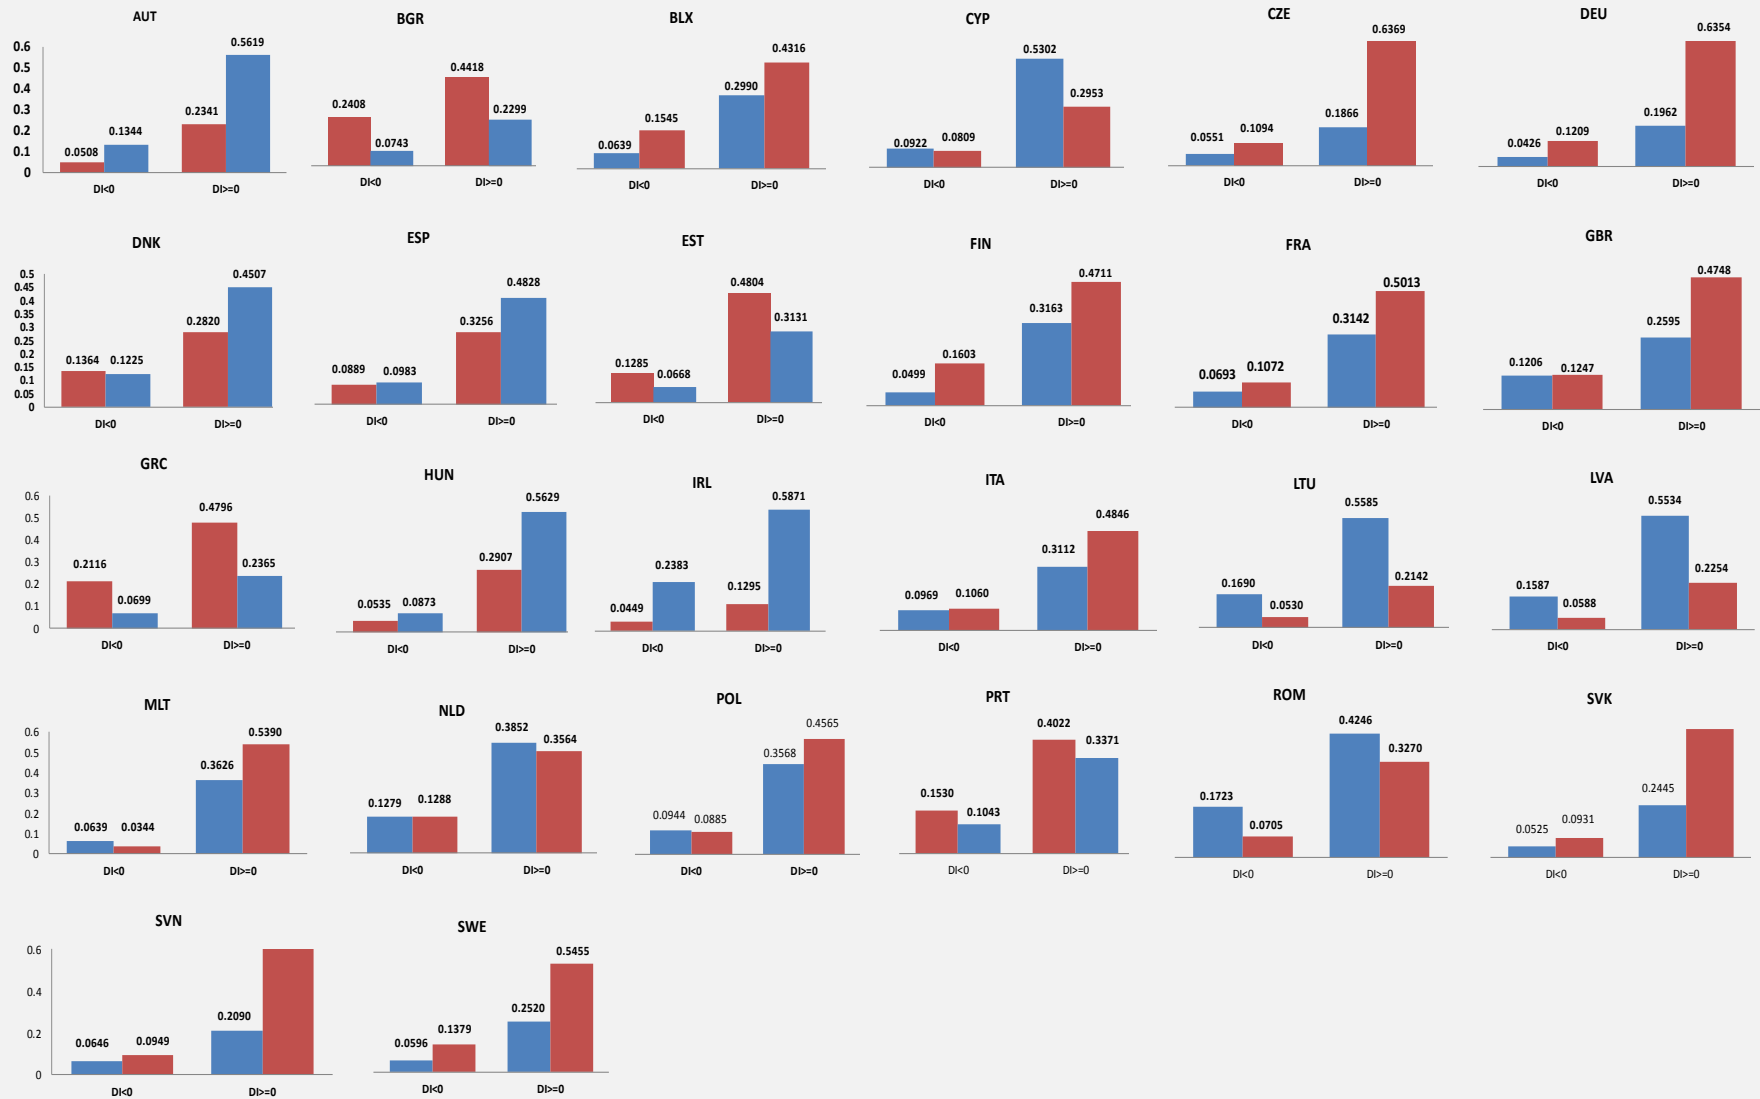 AUT
0.6
0.5
0.4
0.3
0.2
0.1
0
0.0508
0.1344
0.2341
0.5619
DI<0
DI>=0
BGR
0.2408
0.0743
0.4418
0.2299
DI<0
DI>=0
BLX
0.0639
0.1545
0.2990
0.4316
DI<0
DI>=0
CYP
0.0922
0.0809
0.5302
0.2953
DI<0
DI>=0
CZE
0.0551
0.1094
0.1866
0.6369
DI<0
DI>=0
DEU
0.0426
0.1209
0.1962
0.6354
DI<0
DI>=0
DNK
0.5
0.45
0.4
0.35
0.3
0.25
0.2
0.15
0.1
0.05
0
0.1364
0.1225
0.2820
0.4507
DI<0
DI>=0
ESP
0.0889
0.0983
0.3256
0.4828
DI<0
DI>=0
EST
0.1285
0.0668
0.4804
0.3131
DI<0
DI>=0
FIN
0.0499
0.1603
0.3163
0.4711
DI<0
DI>=0
FRA
0.0693
0.1072
0.3142
0.5013
DI<0
DI>=0
GBR
0.1206
0.1247
0.2595
0.4748
DI<0
DI>=0
GRC
0.6
0.5
0.4
0.3
0.2
0.1
0
0.2116
0.0699
0.4796
0.2365
DI<0
DI>=0
HUN
0.0535
0.0873
0.2907
0.5629
DI<0
DI>=0
IRL
0.0449
0.2383
0.1295
0.5871
DI<0
DI>=0
ITA
0.0969
0.1060
0.3112
0.4846
DI<0
DI>=0
LTU
0.1690
0.0530
0.5585
0.2142
DI<0
DI>=0
LVA
0.1587
0.0588
0.5534
0.2254
DI<0
DI>=0
MLT
0.6
0.5
0.4
0.3
0.2
0.1
0
0.0639
0.0344
0.3626
0.5390
DI<0
DI>=0
NLD
0.1279
0.1288
0.3852
0.3564
DI<0
DI>=0
POL
0.0944
0.0885
0.3568
0.4565
DI<0
DI>=0
PRT
0.1530
0.1043
0.4022
0.3371
DI<0
DI>=0
ROM
0.1723
0.0705
0.4246
0.3270
DI<0
DI>=0
SVK
0.0525
0.0931
0.2445
DI<0
DI>=0
SVN
0.6
0.4
0.2
0
0.0646
0.0949
0.2090
DI<0
DI>=0
SWE
0.0596
0.1379
0.2520
0.5455
DI<0
DI>=0